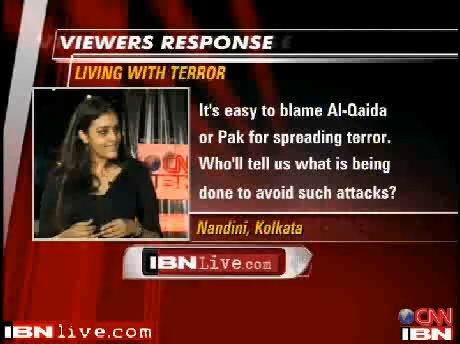 VIEWERS RESPONSE
LIVING WITH TERROR
It's easy to blame Al-Qaida
or Pak for spreading terror.
Who'll tell us what is being
done to avoid such attacks?
CNN
Nandini, Kolkata
IBNLive.com
IBNlive.com
CNN
IBN